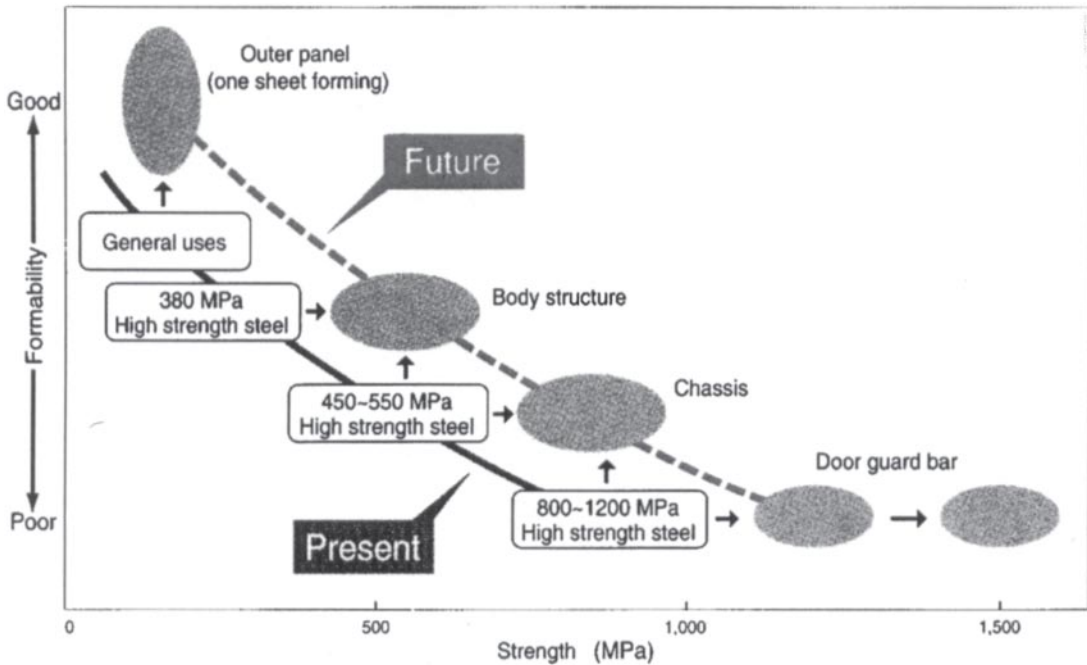 Outer panel
(one sheet forming)
Good
Future
General uses
380 MPa
High strength steel
Body structure
Formability
450~550 MPa
High strength steel
Chassis
Door guard bar
800~1200 MPa
High strength steel
Poor
Present
0
500
1,000
1,500
Strength (MPa)